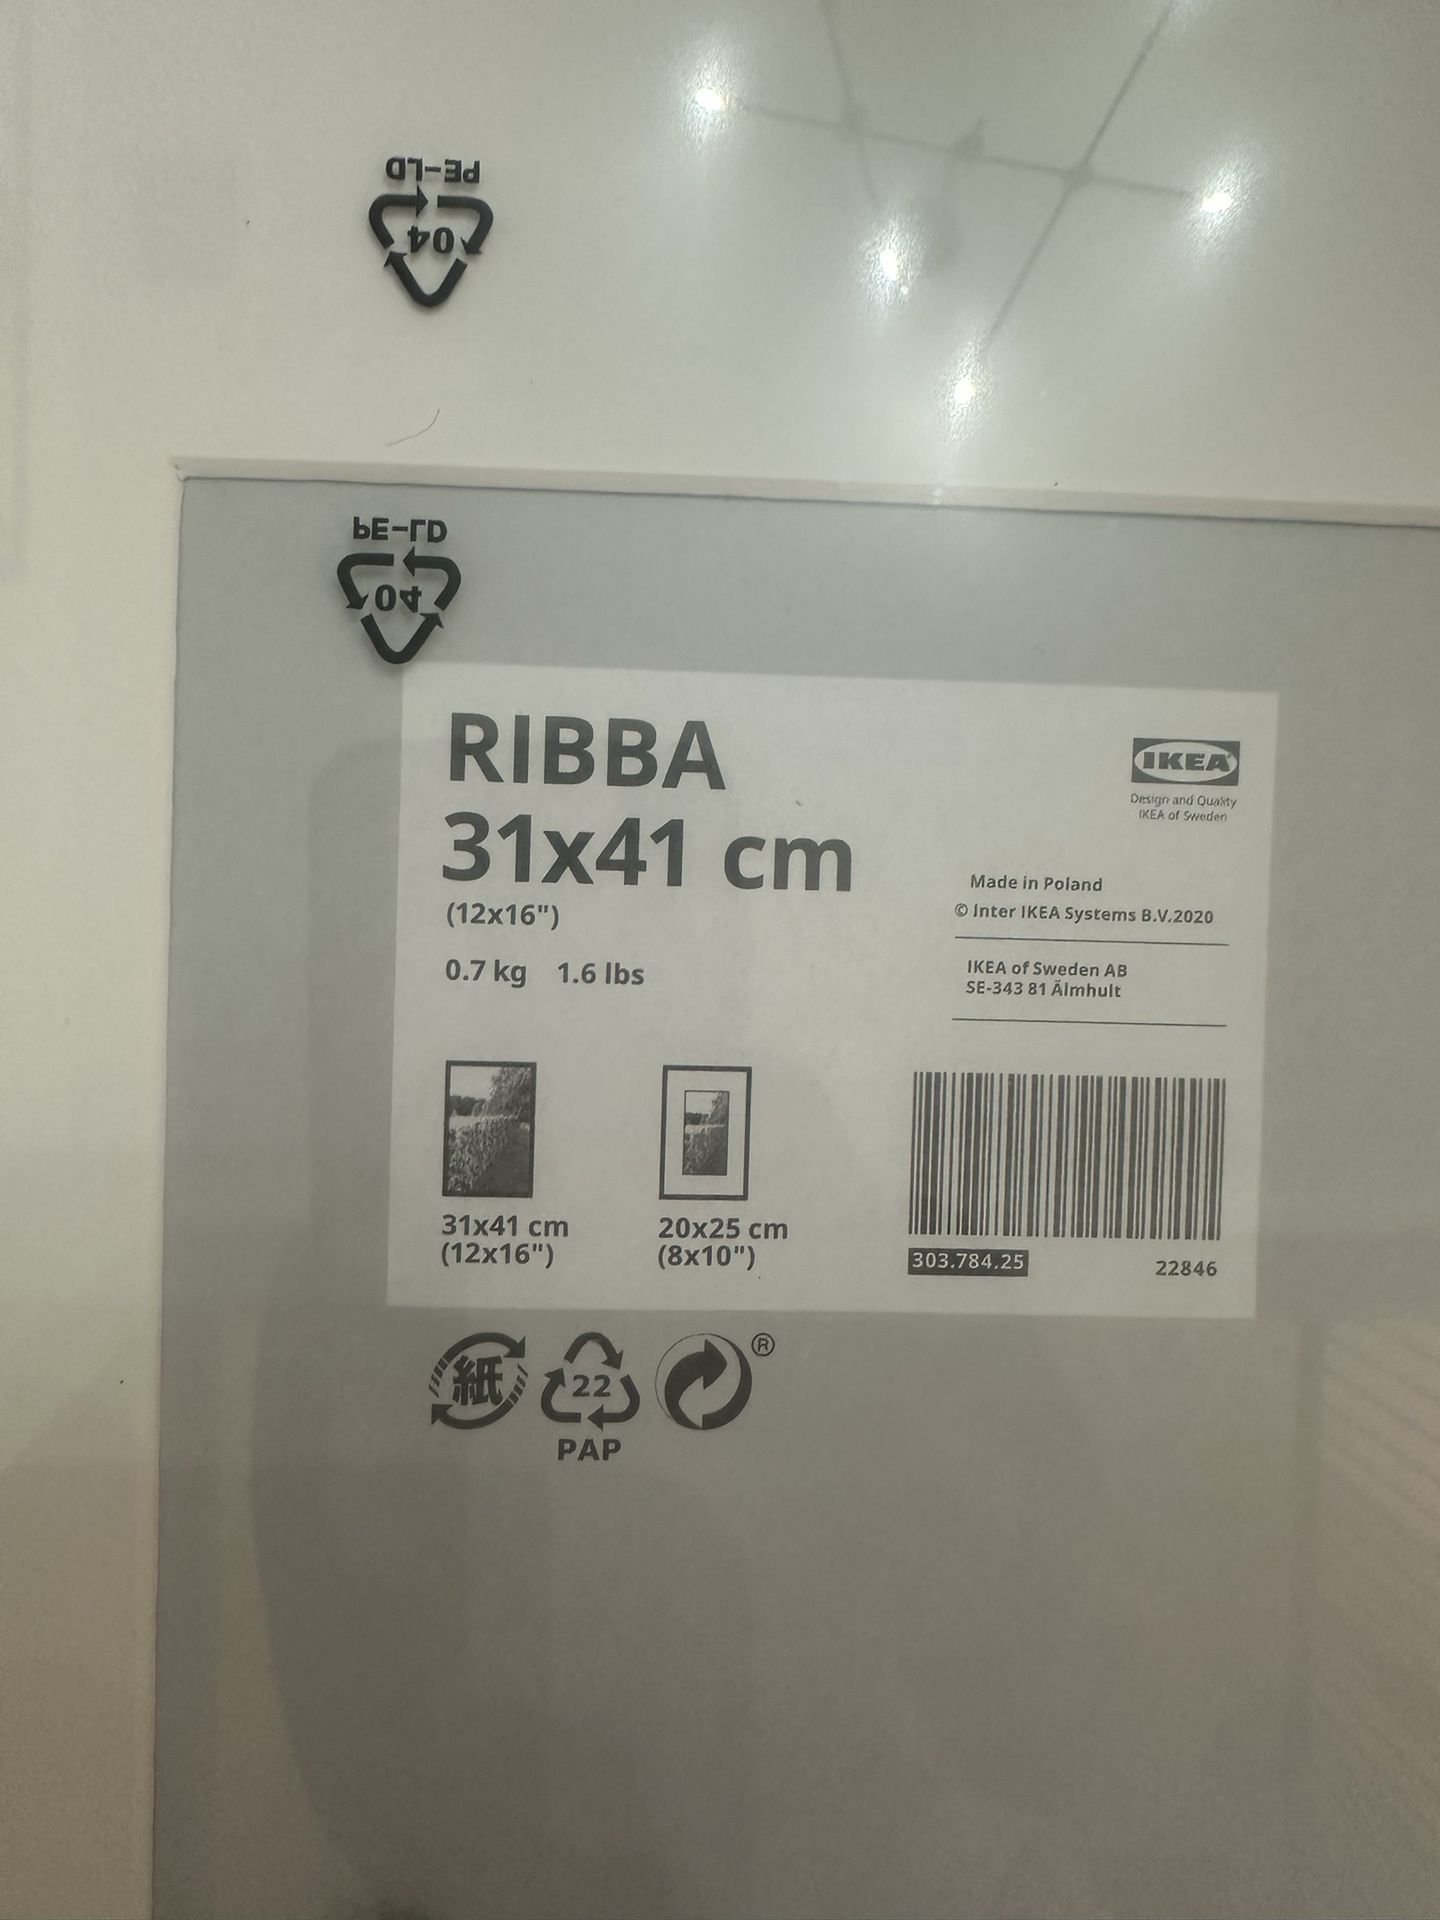 PE-LD
04
PE-LD
04
RIBBA
31x41 cm
(12x16")
0.7 kg 1.6 lbs
IKEA
Design and Quality
IKEA of Sweden
Made in Poland
© Inter IKEA Systems B.V.2020
IKEA of Sweden AB
SE-343 81 Älmhult
31x41 cm
(12x16")
20x25 cm
(8x10")
303.784.25
22846
紙
22
PAP
®